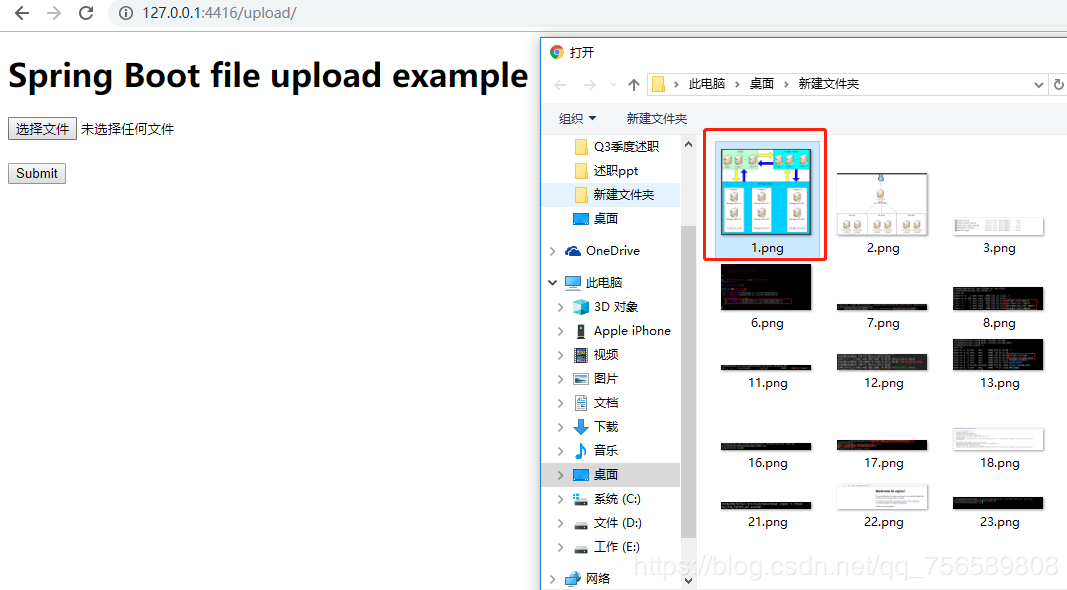 127.0.0.1:4416/upload/
Spring Boot file upload example
选择文件 未选择任何文件
Submit
打开
此电脑 桌面 新建文件夹
组织 新建文件夹
Q3季度述职
述职ppt
新建文件夹
桌面
OneDrive
此电脑
3D 对象
Apple iPhone
视频
图片
文档
下载
音乐
桌面
系统 (C:)
文件 (D:)
工作 (E:)
网络
1.png 2.png 3.png
6.png 7.png 8.png
11.png 12.png 13.png
16.png 17.png 18.png
Welcome to nginx!
21.png 22.png 23.png
https://blog.csdn.net/qq_756589808